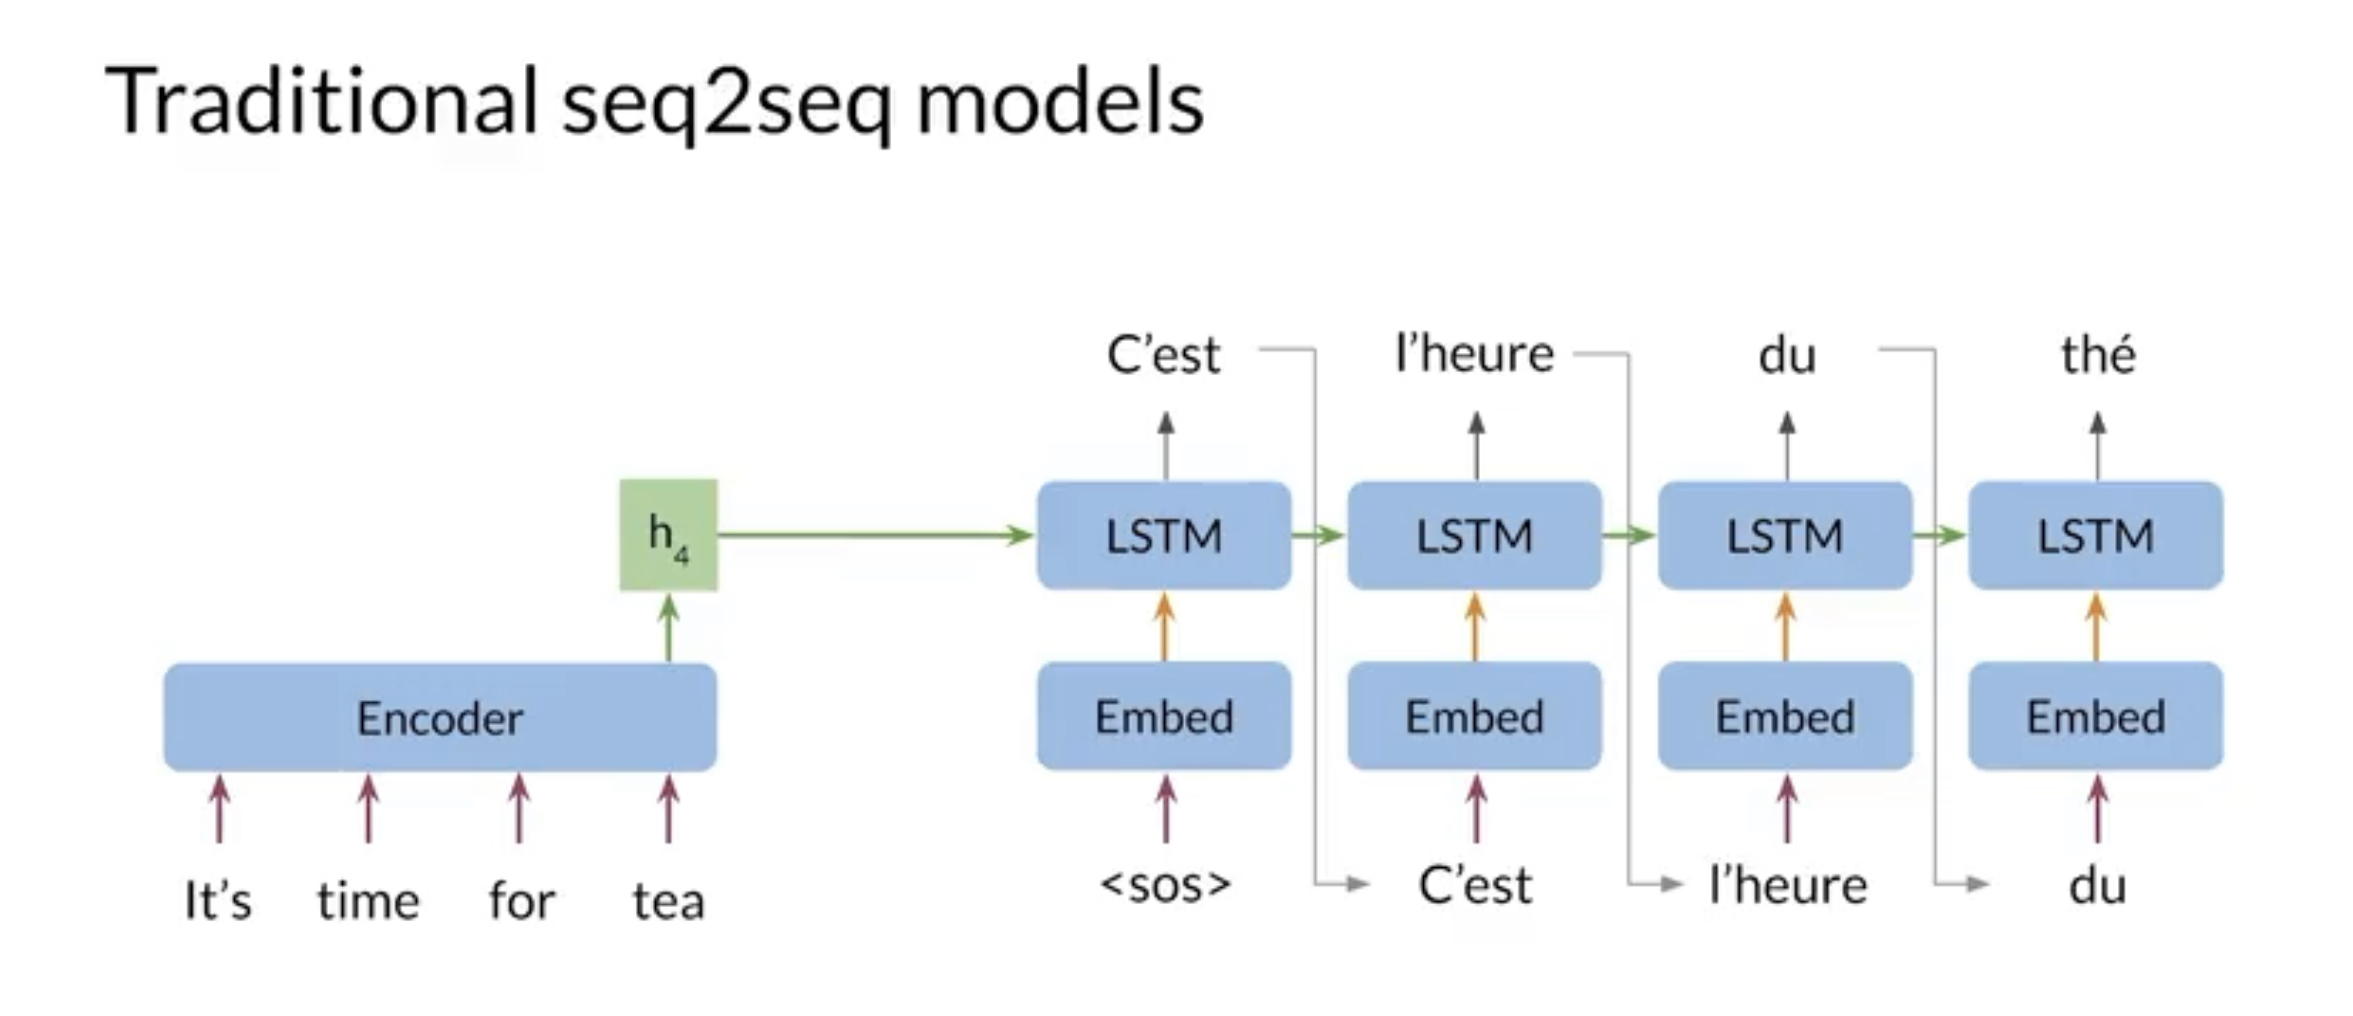 Traditional seq2seq models
C’est l’heure du thé
h4 LSTM LSTM LSTM LSTM
Encoder Embed Embed Embed Embed
It’s time for tea <sos> C’est l’heure du